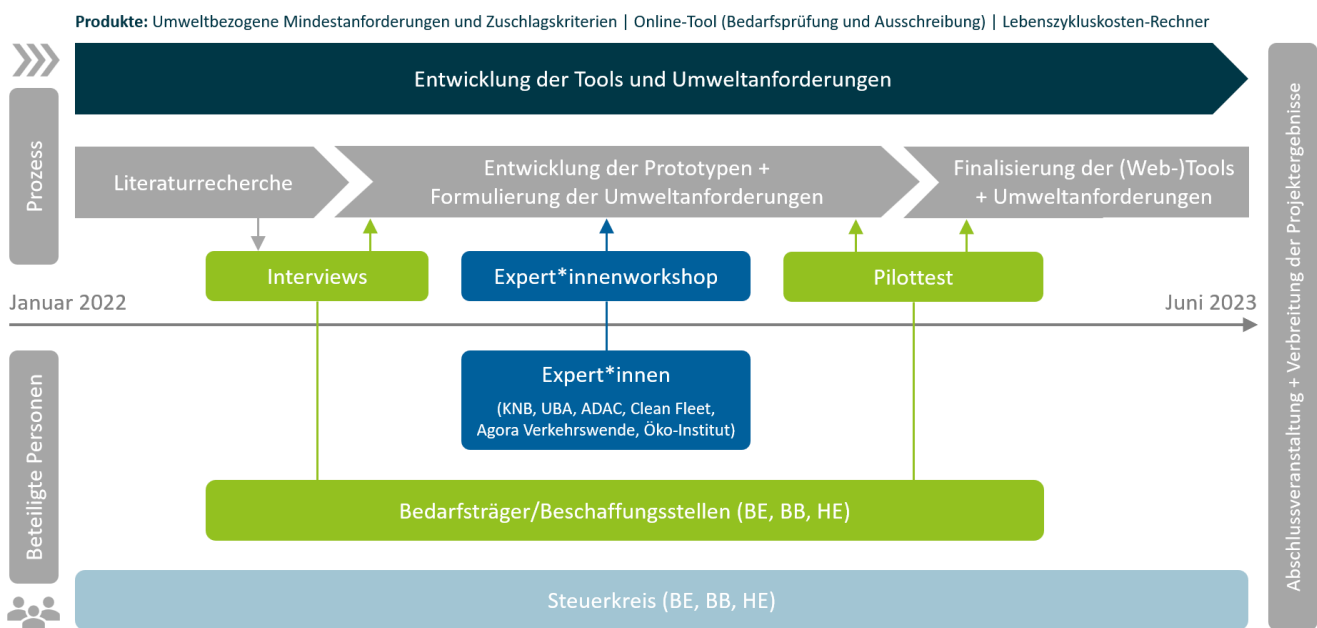 Produkte: Umweltbezogene Mindestanforderungen und Zuschlagskriterien | Online-Tool (Bedarfsprüfung und Ausschreibung) | Lebenszykluskosten-Rechner
Entwicklung der Tools und Umweltanforderungen
Prozess
Literaturrecherche
Entwicklung der Prototypen +
Formulierung der Umweltanforderungen
Finalisierung der (Web-)Tools
+ Umweltanforderungen
Interviews
Expert*innenworkshop
Pilottest
Januar 2022
Juni 2023
Beteiligte Personen
Expert*innen
(KNB, UBA, ADAC, Clean Fleet,
Agora Verkehrswende, Öko-Institut)
Bedarfsträger/Beschaffungsstellen (BE, BB, HE)
Steuerkreis (BE, BB, HE)
Abschlussveranstaltung + Verbreitung der Projektergebnisse